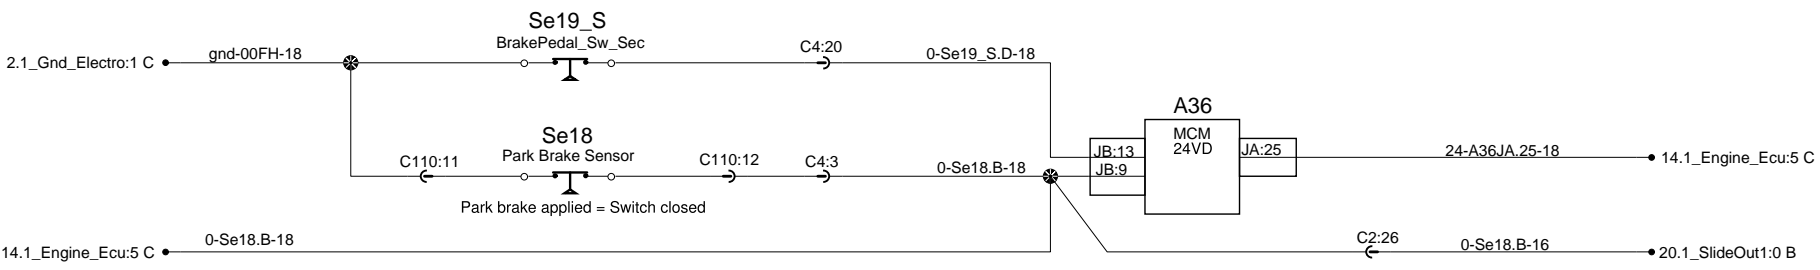 Se19_S
BrakePedal_Sw_Sec
2.1_Gnd_Electro:1 C
gnd-00FH-18
C4:20
0-Se19_S.D-18
A36
MCM
24VD
Se18
Park Brake Sensor
C110:11
C110:12
C4:3
0-Se18.B-18
JB:13
JB:9
JA:25
24-A36JA.25-18
14.1_Engine_Ecu:5 C
Park brake applied = Switch closed
14.1_Engine_Ecu:5 C
0-Se18.B-18
C2:26
0-Se18.B-16
20.1_SlideOut1:0 B